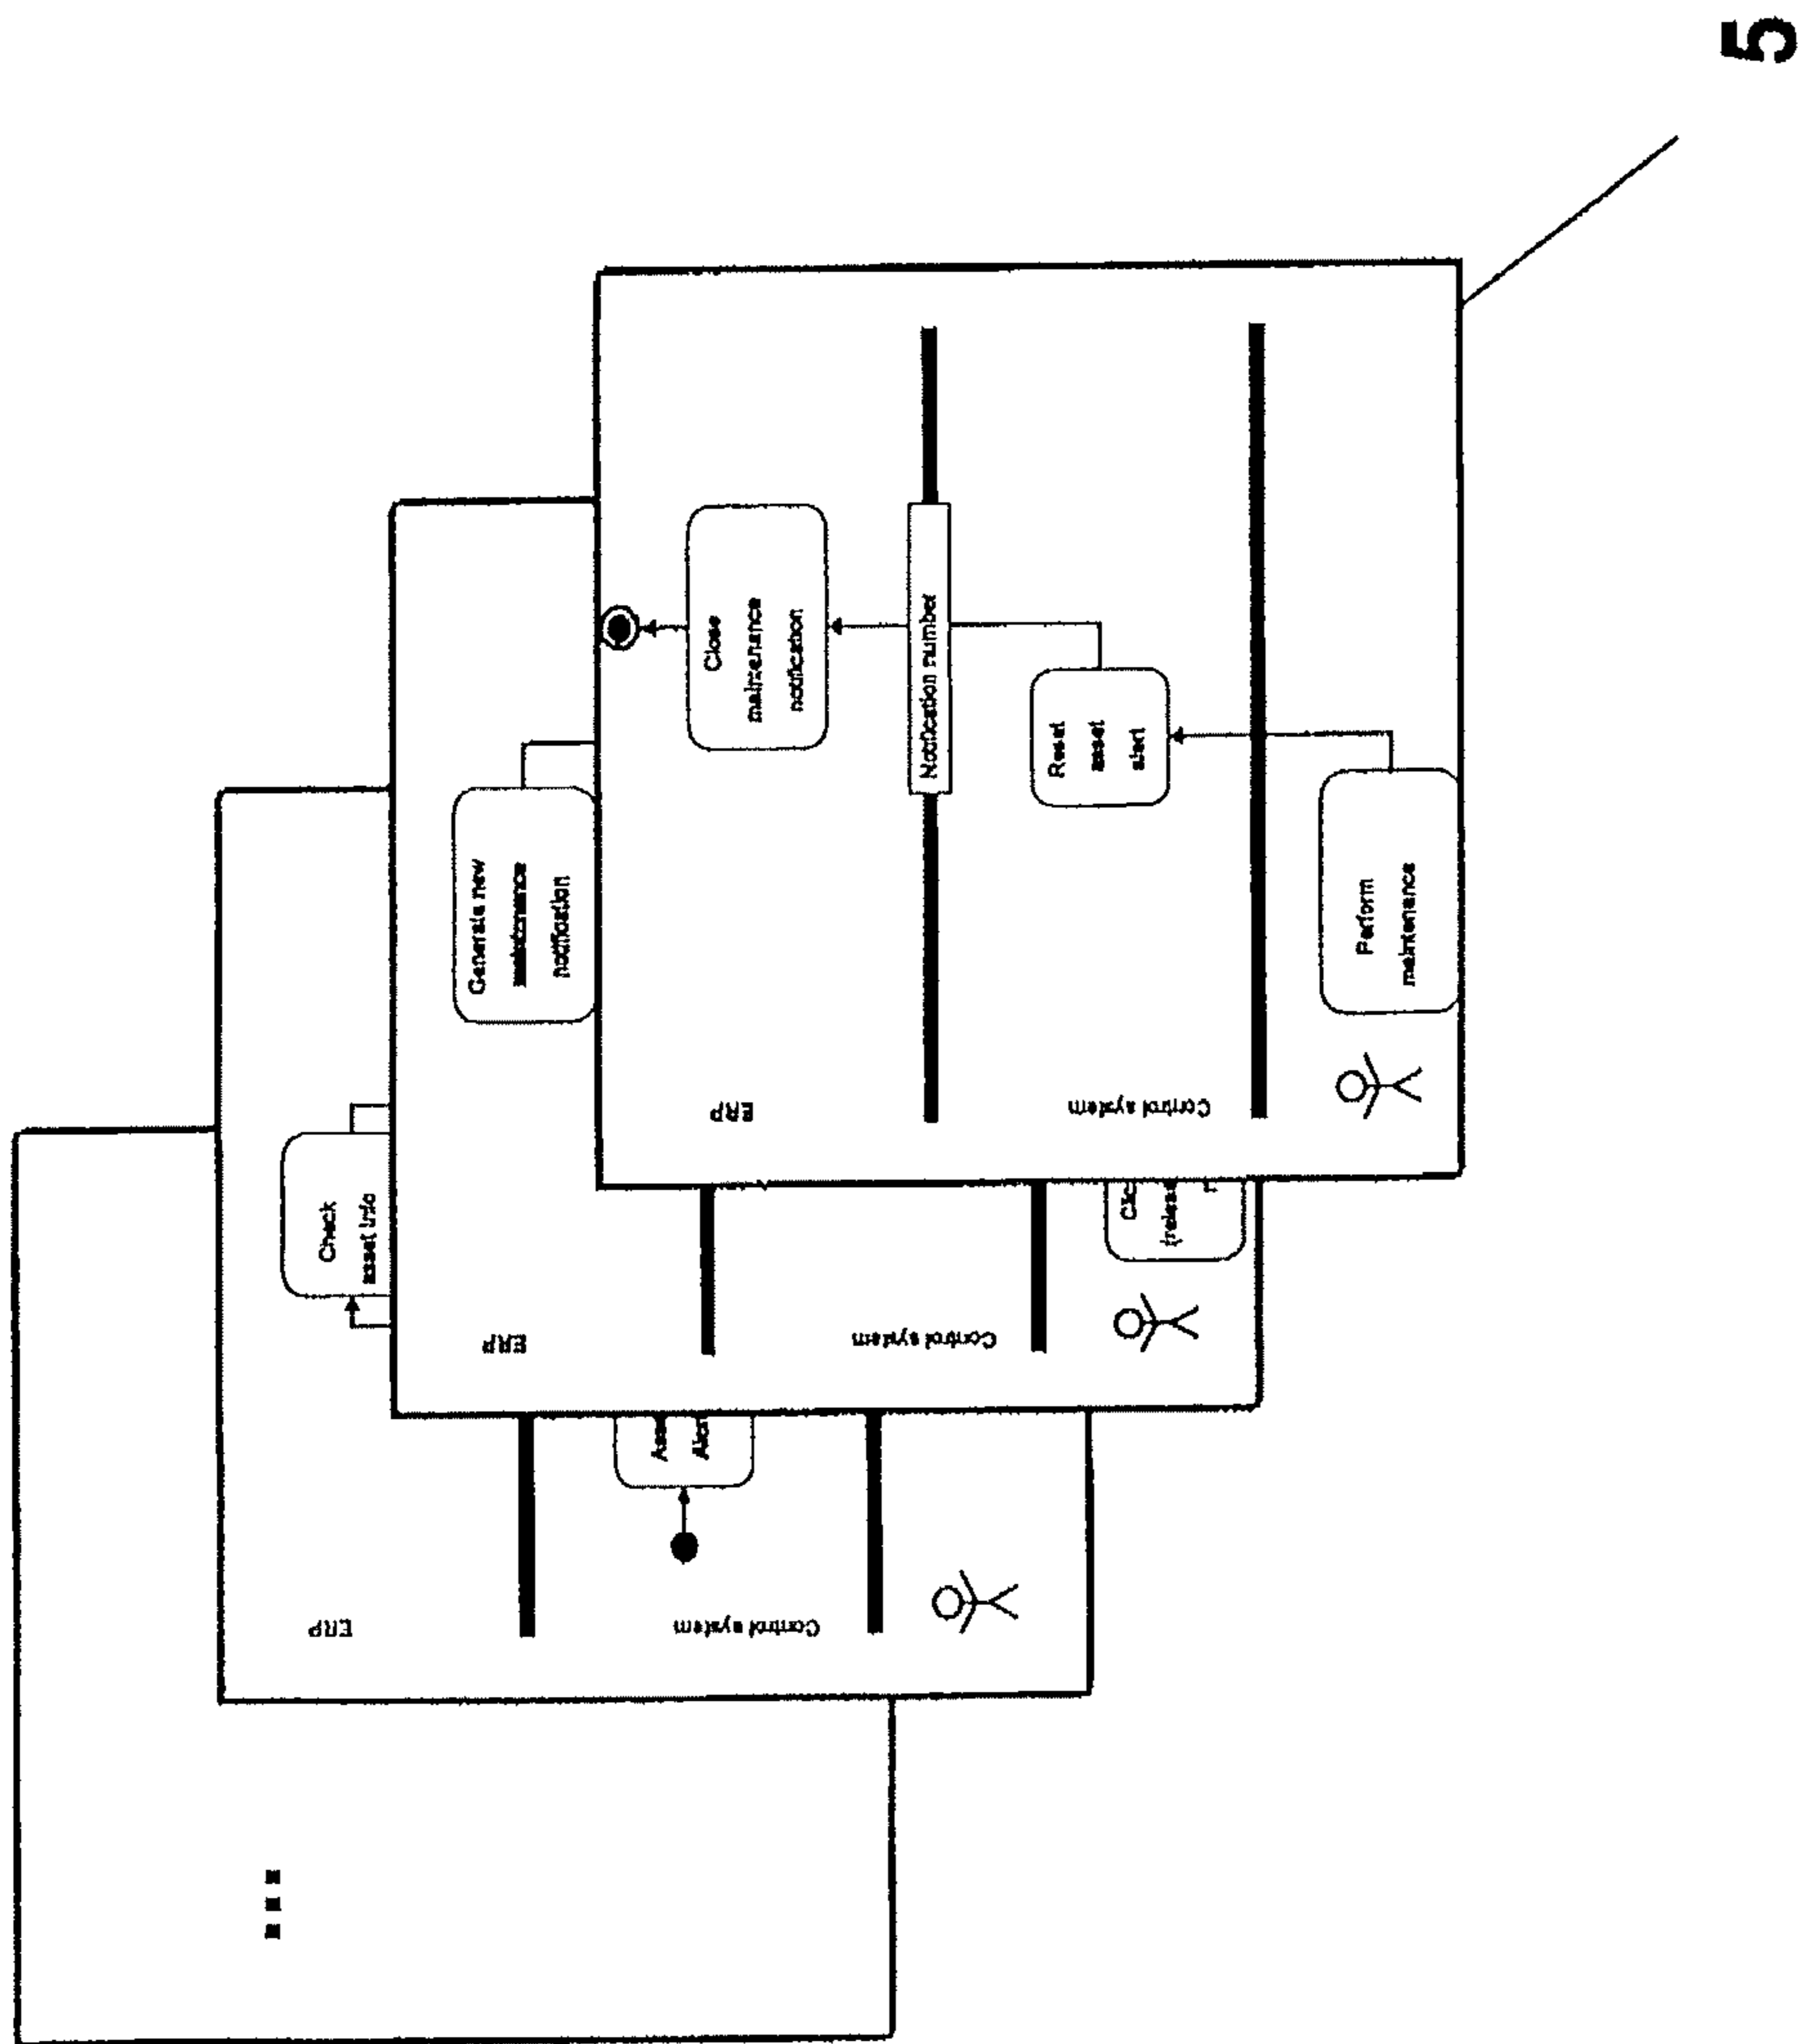 5
Check
asset info
ERP
Control system
Generate new
maintenance
notification
ERP
Control system
Close
maintenance
notification
Notification number
Reset
asset
alert
Perform
maintenance
ERP
Control system